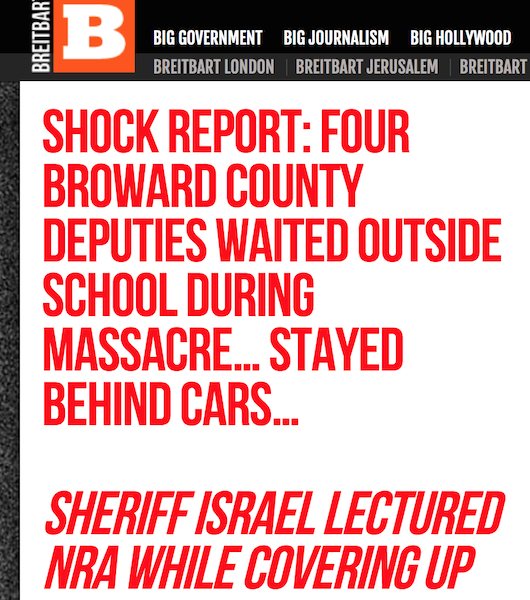 BREITBART
B
BIG GOVERNMENT BIG JOURNALISM BIG HOLLYWOOD
BREITBART LONDON BREITBART JERUSALEM BREITBART
SHOCK REPORT: FOUR
BROWARD COUNTY
DEPUTIES WAITED OUTSIDE
SCHOOL DURING
MASSACRE... STAYED
BEHIND CARS...
SHERIFF ISRAEL LECTURED
NRA WHILE COVERING UP